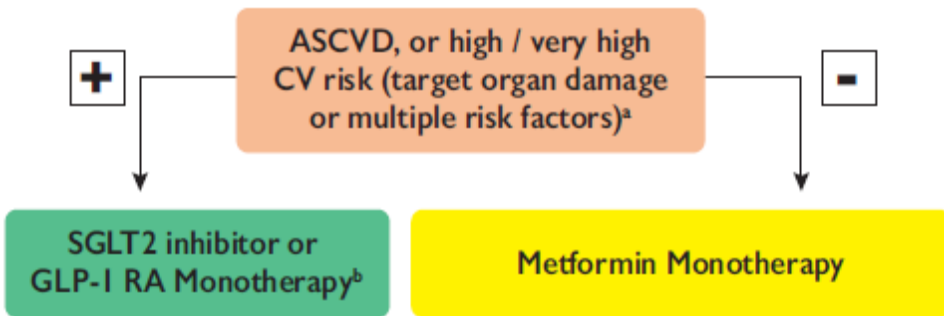 ASCVD, or high / very high
CV risk (target organ damage
or multiple risk factors)ᵃ
+
-
SGLT2 inhibitor or
GLP-1 RA Monotherapyᵇ
Metformin Monotherapy